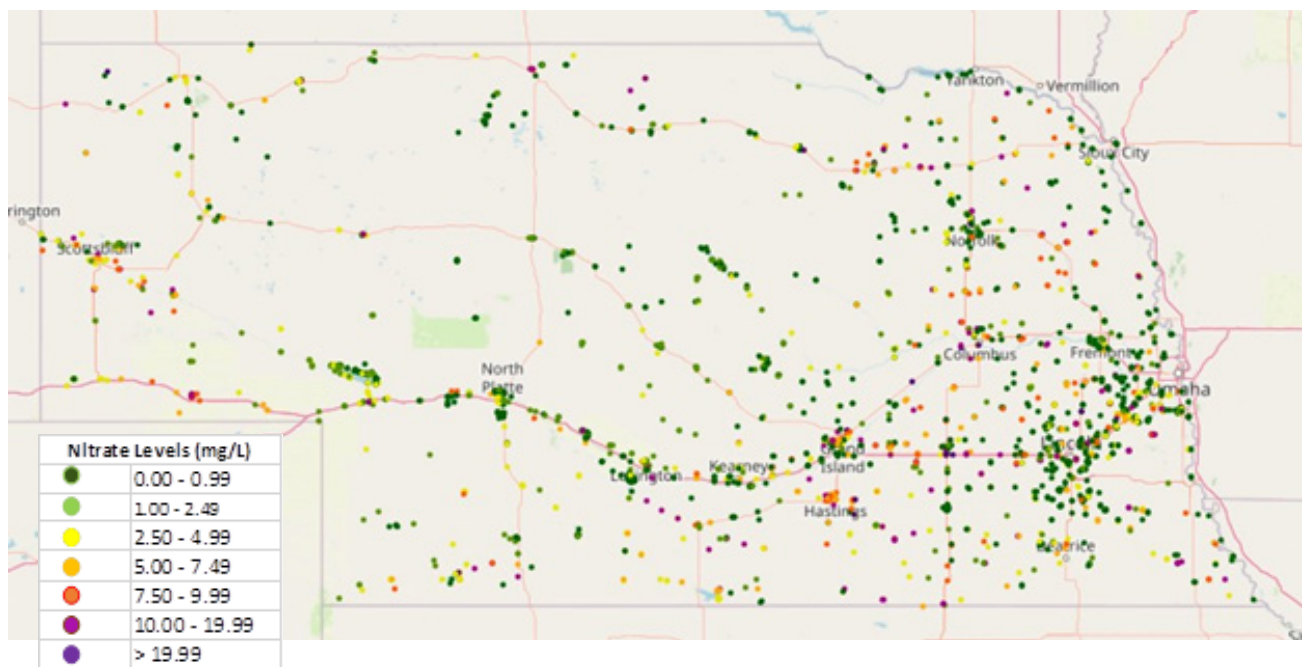 Yankton
Vermillion
Sioux City
rrington
Scottsbluff
Norfolk
Columbus
Fremont
North
Platte
Omaha
Lincoln
Grand
Island
Kearney
Lexington
Hastings
Beatrice
Nitrate Levels (mg/L)
0.00 - 0.99
1.00 - 2.49
2.50 - 4.99
5.00 - 7.49
7.50 - 9.99
10.00 - 19.99
> 19.99